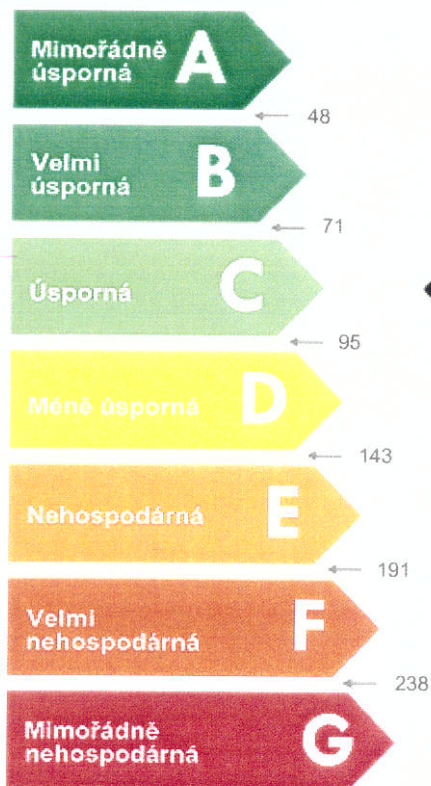 Mimořádně
úsporná
A
48
Velmi
úsporná
B
71
Úsporná
C
95
Méně úsporná
D
143
Nehospodárná
E
191
Velmi
nehospodárná
F
238
Mimořádně
nehospodárná
G